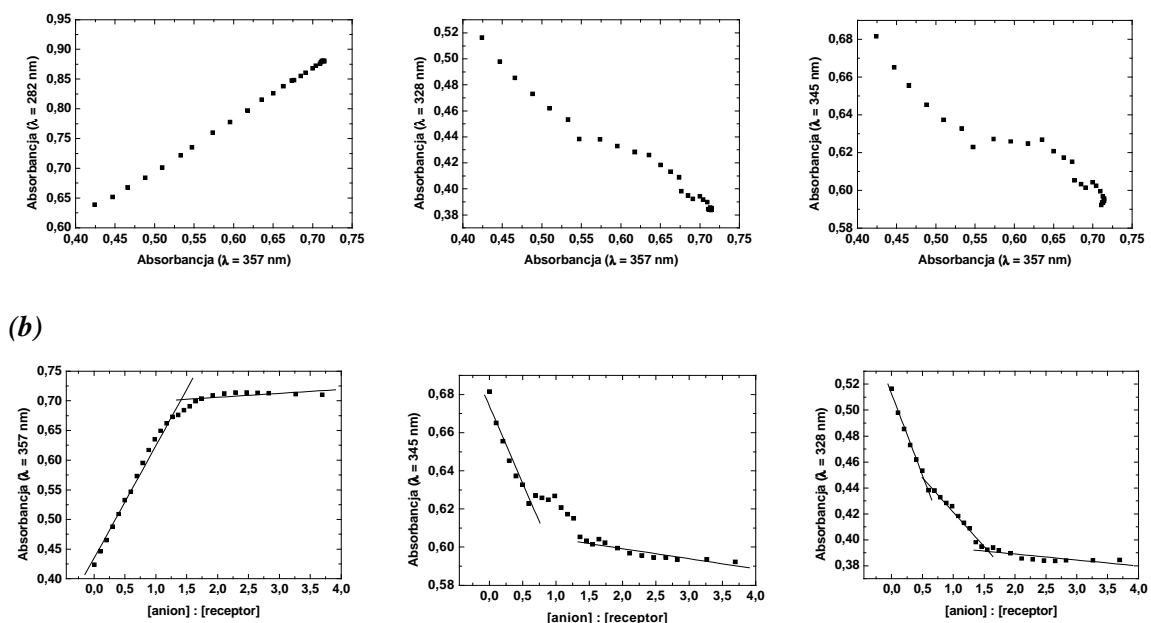 0,95
0,90
0,85
0,80
0,75
0,70
0,65
0,60
0,40 0,45 0,50 0,55 0,60 0,65 0,70 0,75
Absorbancja (λ = 282 nm)
Absorbancja (λ = 357 nm)
0,52
0,50
0,48
0,46
0,44
0,42
0,40
0,38
0,40 0,45 0,50 0,55 0,60 0,65 0,70 0,75
Absorbancja (λ = 328 nm)
Absorbancja (λ = 357 nm)
0,68
0,66
0,64
0,62
0,60
0,58
0,40 0,45 0,50 0,55 0,60 0,65 0,70 0,75
Absorbancja (λ = 345 nm)
Absorbancja (λ = 357 nm)
(b)
0,75
0,70
0,65
0,60
0,55
0,50
0,45
0,40
0,0 0,5 1,0 1,5 2,0 2,5 3,0 3,5 4,0
Absorbancja (λ = 357 nm)
[anion] : [receptor]
0,68
0,66
0,64
0,62
0,60
0,58
0,0 0,5 1,0 1,5 2,0 2,5 3,0 3,5 4,0
Absorbancja (λ = 345 nm)
[anion] : [receptor]
0,52
0,50
0,48
0,46
0,44
0,42
0,40
0,38
0,0 0,5 1,0 1,5 2,0 2,5 3,0 3,5 4,0
Absorbancja (λ = 328 nm)
[anion] : [receptor]